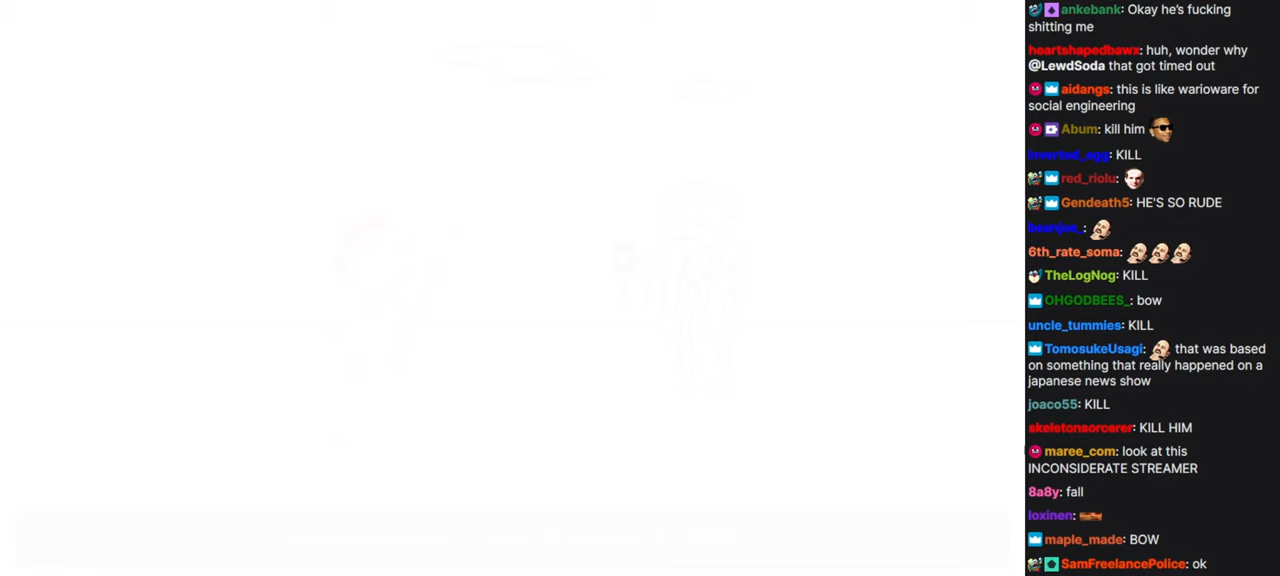 ankebank: Okay he's fucking
shitting me
heartshapedbawx: huh, wonder why
@LewdSoda that got timed out
aidangs: this is like warioware for
social engineering
Abum: kill him
inverted_egg: KILL
red_riolu:
Gendeath5: HE'S SO RUDE
6th_rate_soma:
TheLogNog: KILL
OHGODBEES_: bow
uncle_tummies: KILL
TomosukeUsagi: that was based
on something that really happened on a
japanese news show
joaco55: KILL
skeletonsorcerer: KILL HIM
maree_com: look at this
INCONSIDERATE STREAMER
8a8y: fall
loxinen:
maple_made: BOW
SamFreelancePolice: ok